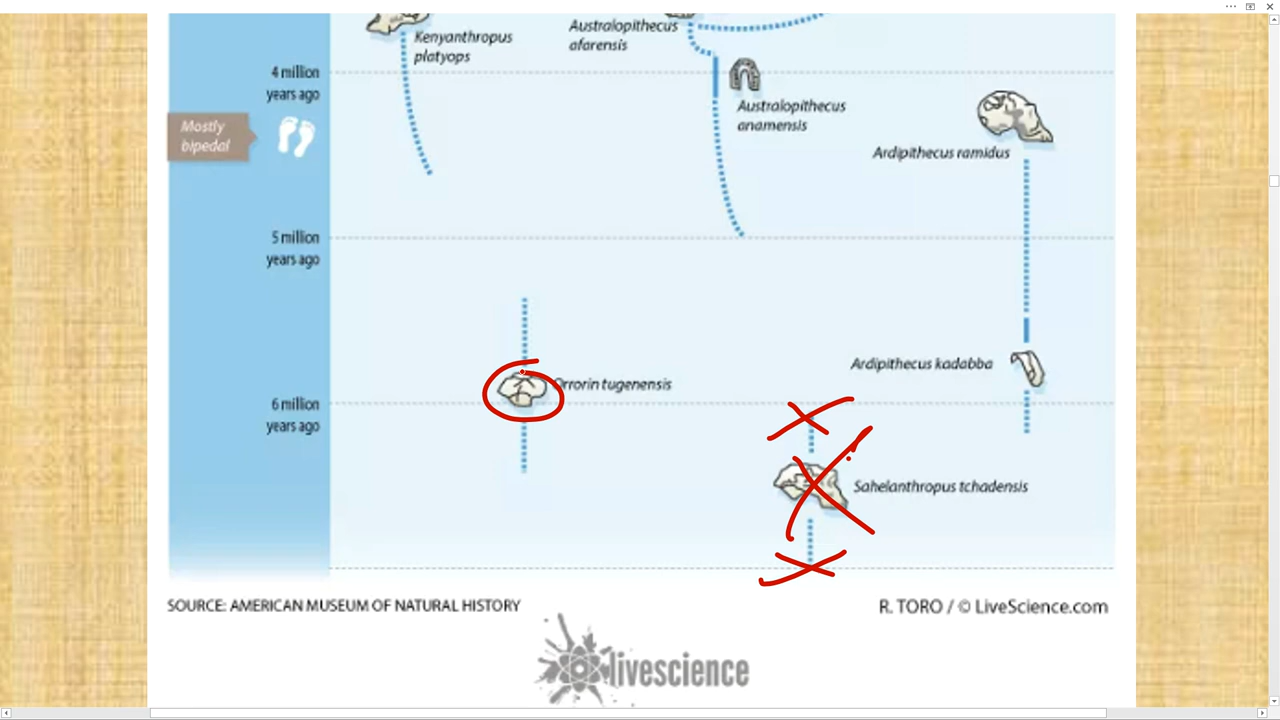 Kenyanthropus
platyops
Australopithecus
afarensis
4 million
years ago
Australopithecus
anamensis
Mostly
bipedal
Ardipithecus ramidus
5 million
years ago
Ardipithecus kadabba
Orrorin tugenensis
6 million
years ago
Sahelanthropus tchadensis
SOURCE: AMERICAN MUSEUM OF NATURAL HISTORY
R. TORO / © LiveScience.com
livescience